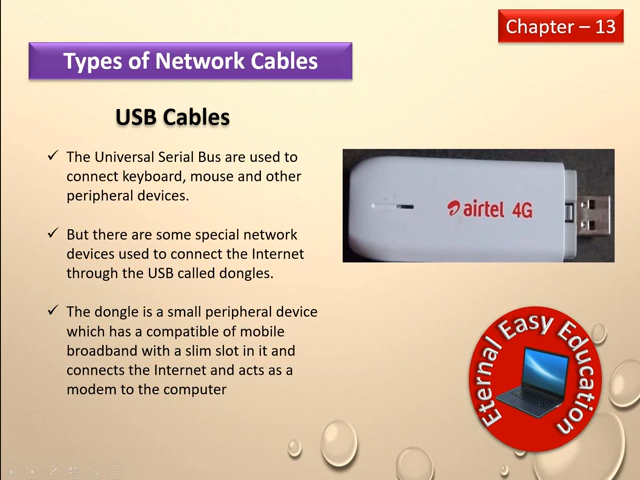 Chapter – 13
Types of Network Cables
USB Cables
✓ The Universal Serial Bus are used to
connect keyboard, mouse and other
peripheral devices.
✓ But there are some special network
devices used to connect the Internet
through the USB called dongles.
✓ The dongle is a small peripheral device
which has a compatible of mobile
broadband with a slim slot in it and
connects the Internet and acts as a
modem to the computer
airtel 4G
Eternal Easy Education